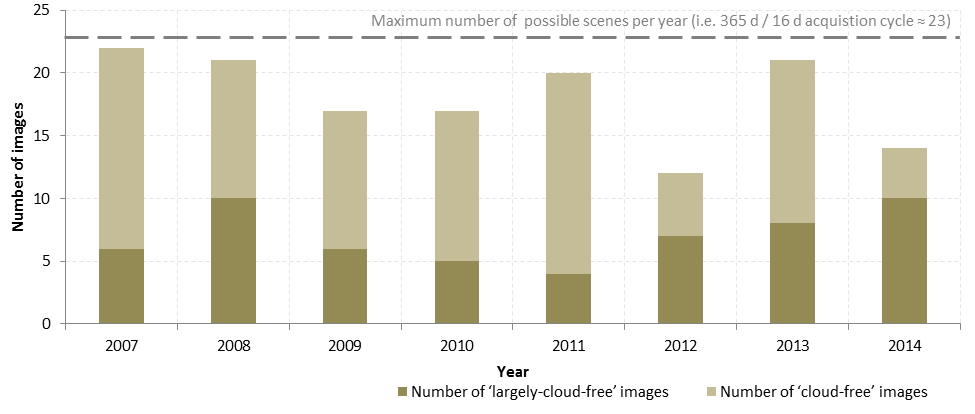 Maximum number of possible scenes per year (i.e. 365 d / 16 d acquistion cycle ≈ 23)
25
20
15
10
5
0
Number of images
2007 2008 2009 2010 2011 2012 2013 2014
Year
Number of ‘largely-cloud-free’ images Number of ‘cloud-free’ images